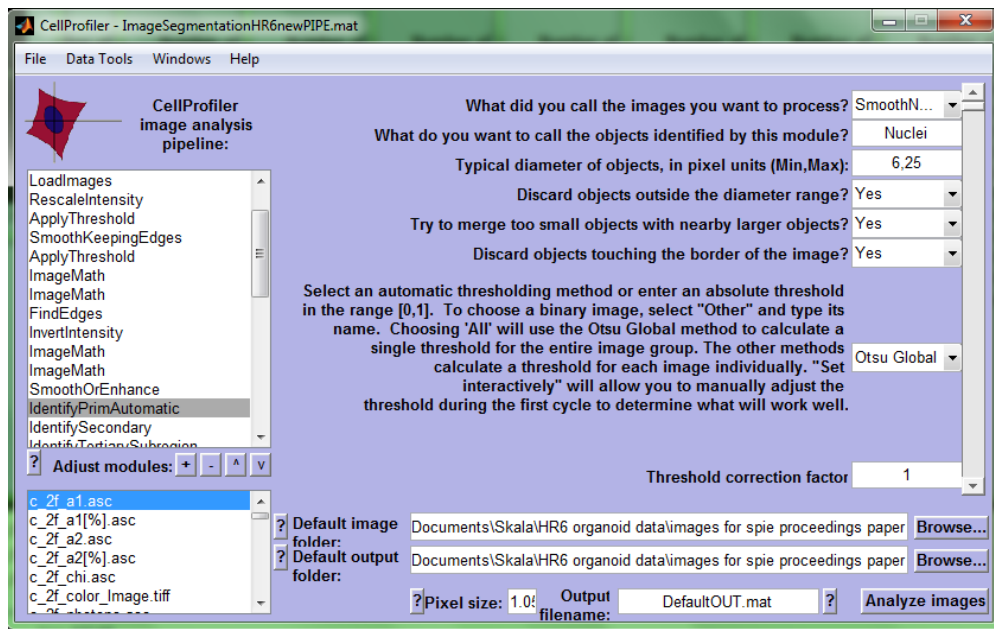 CellProfiler - ImageSegmentationHR6newPIPE.mat
File Data Tools Windows Help
CellProfiler
image analysis
pipeline:
LoadImages
RescaleIntensity
ApplyThreshold
SmoothKeepingEdges
ApplyThreshold
ImageMath
ImageMath
FindEdges
InvertIntensity
ImageMath
ImageMath
SmoothOrEnhance
IdentifyPrimAutomatic
IdentifySecondary
IdentifyTertiarySubregion
? Adjust modules: + - ^ v
c_2f_a1.asc
c_2f_a1[%].asc
c_2f_a2.asc
c_2f_a2[%].asc
c_2f_chi.asc
c_2f_color_Image.tiff
What did you call the images you want to process? SmoothN...
What do you want to call the objects identified by this module? Nuclei
Typical diameter of objects, in pixel units (Min,Max): 6,25
Discard objects outside the diameter range? Yes
Try to merge too small objects with nearby larger objects? Yes
Discard objects touching the border of the image? Yes
Select an automatic thresholding method or enter an absolute threshold
in the range [0,1]. To choose a binary image, select "Other" and type its
name. Choosing 'All' will use the Otsu Global method to calculate a
single threshold for the entire image group. The other methods
calculate a threshold for each image individually. "Set
interactively" will allow you to manually adjust the
threshold during the first cycle to determine what will work well.
Otsu Global
Threshold correction factor 1
? Default image
folder:
Documents\Skala\HR6 organoid data\images for spie proceedings paper Browse...
? Default output
folder:
Documents\Skala\HR6 organoid data\images for spie proceedings paper Browse...
? Pixel size: 1.05 Output
filename:
DefaultOUT.mat ? Analyze images